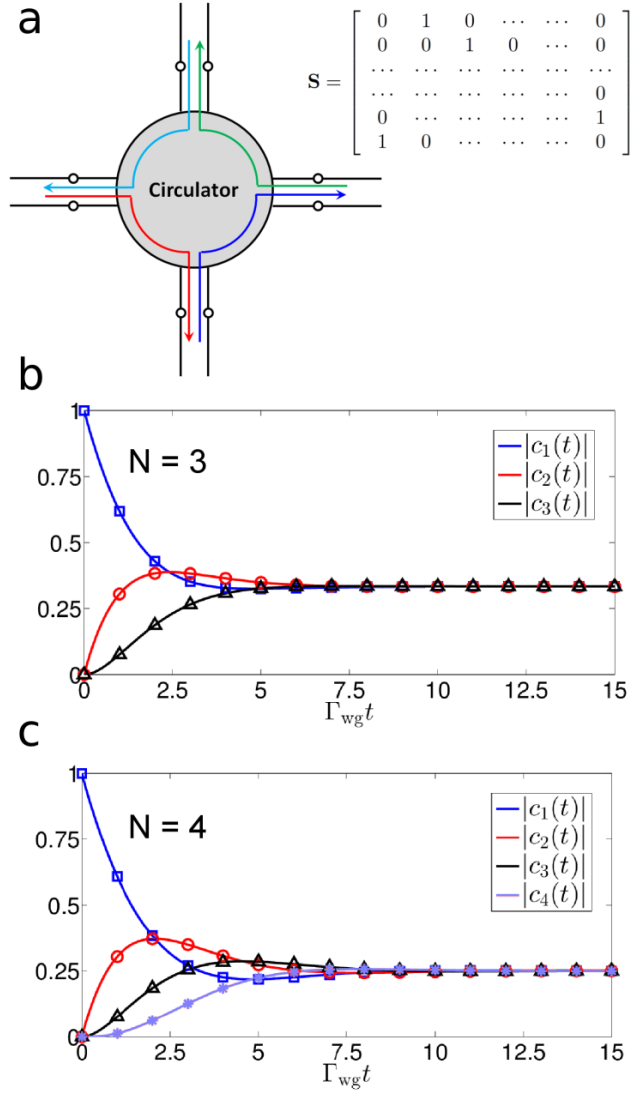 a
Circulator
S =
0 1 0 ⋯ ⋯ 0
0 0 1 0 ⋯ 0
⋯ ⋯ ⋯ ⋯ ⋯ ⋯
⋯ ⋯ ⋯ ⋯ ⋯ 0
0 ⋯ ⋯ ⋯ ⋯ 1
1 0 ⋯ ⋯ ⋯ 0
b
1
0.75
0.5
0.25
0
N = 3
|c₁(t)|
|c₂(t)|
|c₃(t)|
0 2.5 5 7.5 10 12.5 15
Γ_wg t
c
1
0.75
0.5
0.25
0
N = 4
|c₁(t)|
|c₂(t)|
|c₃(t)|
|c₄(t)|
0 2.5 5 7.5 10 12.5 15
Γ_wg t